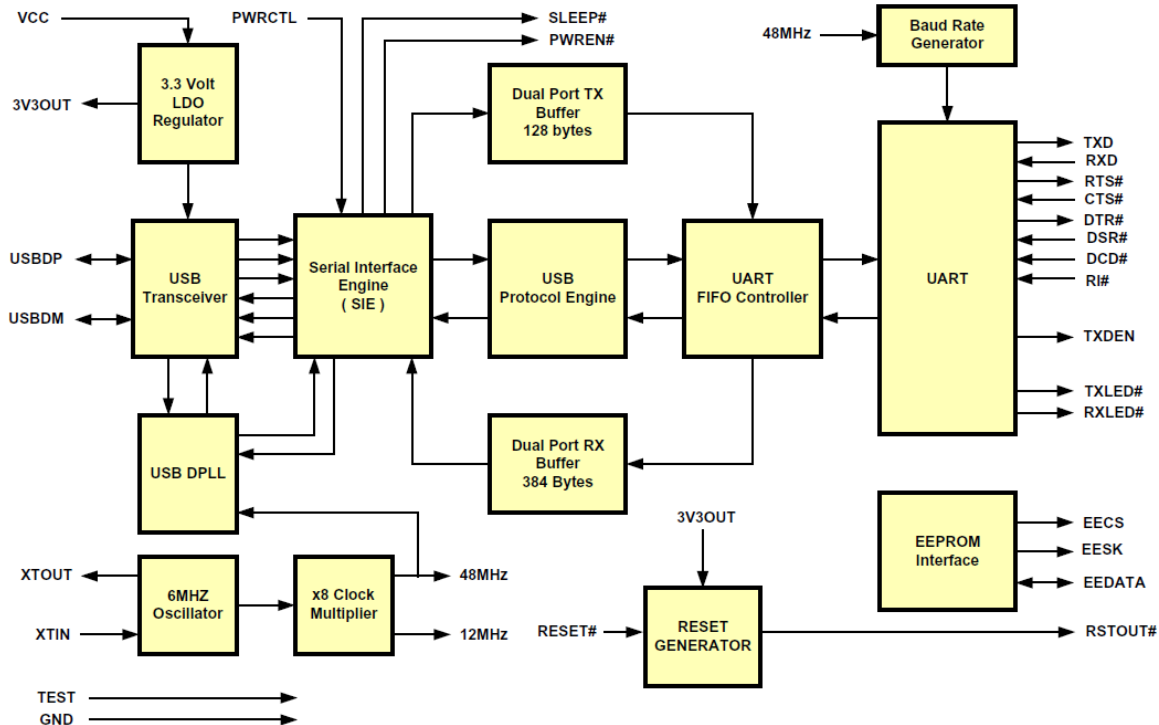 VCC
PWRCTL
SLEEP#
PWREN#
48MHz
Baud Rate
Generator
3.3 Volt
LDO
Regulator
3V3OUT
Dual Port TX
Buffer
128 bytes
TXD
RXD
RTS#
CTS#
DTR#
DSR#
DCD#
RI#
TXDEN
TXLED#
RXLED#
USBDP
USBDM
USB
Transceiver
Serial Interface
Engine
( SIE )
USB
Protocol Engine
UART
FIFO Controller
UART
USB DPLL
Dual Port RX
Buffer
384 Bytes
3V3OUT
EEPROM
Interface
EECS
EESK
EEDATA
XTOUT
XTIN
6MHZ
Oscillator
x8 Clock
Multiplier
48MHz
12MHz
RESET#
RESET
GENERATOR
RSTOUT#
TEST
GND